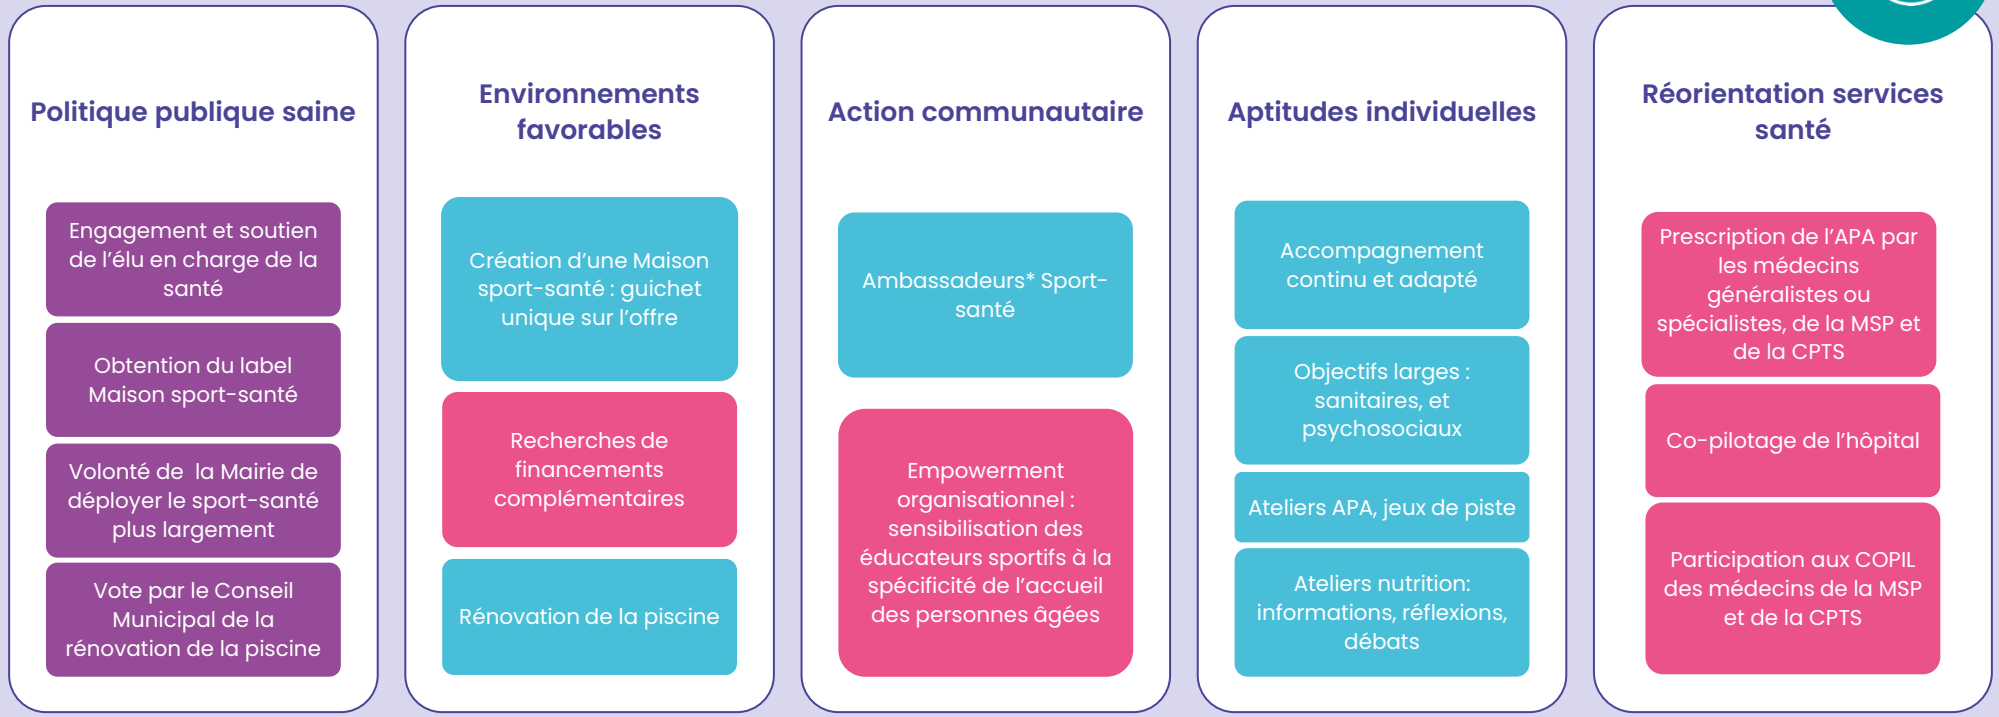 Politique publique saine
Engagement et soutien
de l’élu en charge de la
santé
Obtention du label
Maison sport-santé
Volonté de  la Mairie de
déployer le sport-santé
plus largement
Vote par le Conseil
Municipal de la
rénovation de la piscine
Environnements
favorables
Création d’une Maison
sport-santé : guichet
unique sur l’offre
Recherches de
financements
complémentaires
Rénovation de la piscine
Action communautaire
Ambassadeurs* Sport-
santé
Empowerment
organisationnel :
sensibilisation des
éducateurs sportifs à la
spécificité de l’accueil
des personnes âgées
Aptitudes individuelles
Accompagnement
continu et adapté
Objectifs larges :
sanitaires, et
psychosociaux
Ateliers APA, jeux de piste
Ateliers nutrition:
informations, réflexions,
débats
Réorientation services
santé
Prescription de l’APA par
les médecins
généralistes ou
spécialistes, de la MSP et
de la CPTS
Co-pilotage de l’hôpital
Participation aux COPIL
des médecins de la MSP
et de la CPTS